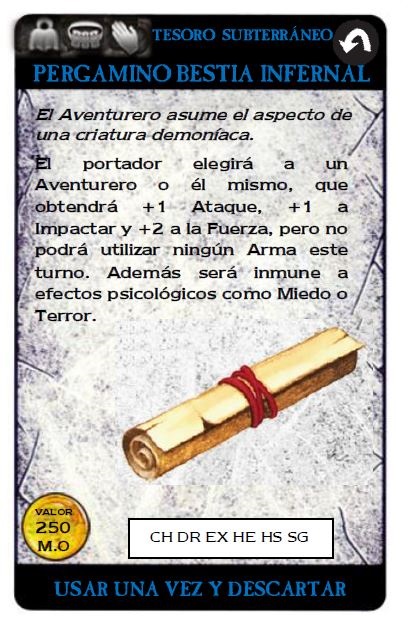 TESORO SUBTERRÁNEO
PERGAMINO BESTIA INFERNAL
El Aventurero asume el aspecto de
una criatura demoníaca.
El portador elegirá a un
Aventurero o él mismo, que
obtendrá +1 Ataque, +1 a
Impactar y +2 a la Fuerza, pero no
podrá utilizar ningún Arma este
turno. Además será inmune a
efectos psicológicos como Miedo o
Terror.
VALOR
250
M.O
CH DR EX HE HS SG
USAR UNA VEZ Y DESCARTAR